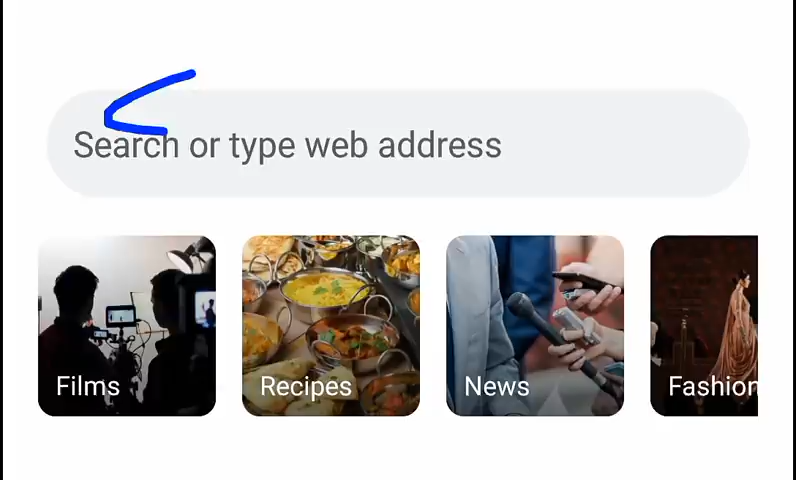 Search or type web address
Films
Recipes
News
Fashion